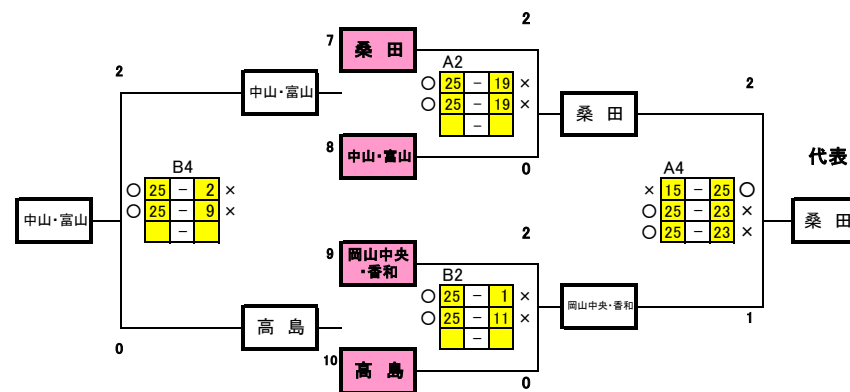 2
7
桑 田
2
中山・富山
A2
○ 25 - 19 ×
○ 25 - 19 ×
-
桑 田
2
8
中山・富山
0
代表
B4
○ 25 - 2 ×
○ 25 - 9 ×
-
A4
× 15 - 25 ○
○ 25 - 23 ×
○ 25 - 23 ×
中山・富山
桑 田
2
9
岡山中央
・香和
B2
○ 25 - 1 ×
○ 25 - 11 ×
-
岡山中央・香和
高 島
1
0
10
高 島
0